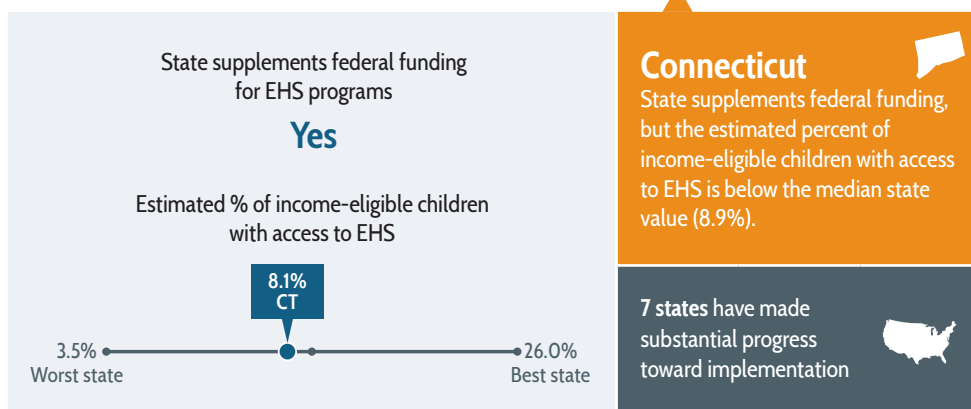 State supplements federal funding
for EHS programs
Yes
Estimated % of income-eligible children
with access to EHS
8.1%
CT
3.5%
Worst state
26.0%
Best state
Connecticut
State supplements federal funding,
but the estimated percent of
income-eligible children with access
to EHS is below the median state
value (8.9%).
7 states have made
substantial progress
toward implementation